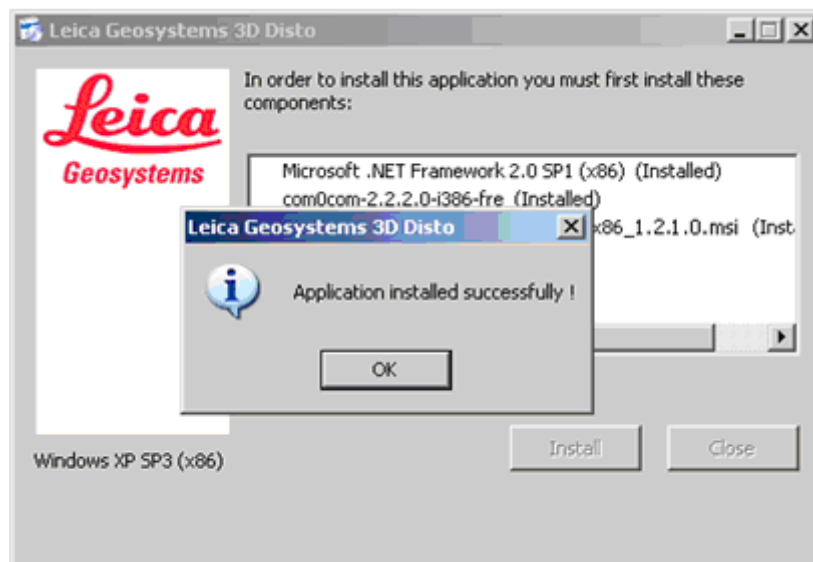 Leica Geosystems 3D Disto
In order to install this application you must first install these
components:
Leica
Geosystems
Microsoft .NET Framework 2.0 SP1 (x86) (Installed)
com0com-2.2.2.0-i386-fre (Installed)
x86_1.2.1.0.msi (Inst
Leica Geosystems 3D Disto
Application installed successfully !
OK
Install
Close
Windows XP SP3 (x86)